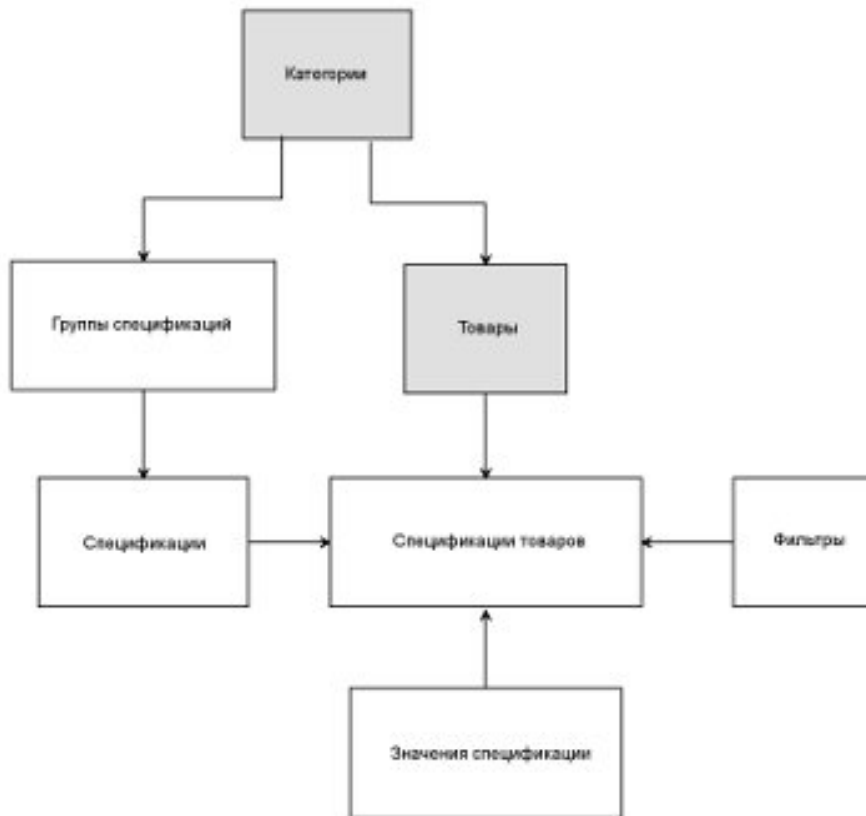 Категории
Группы спецификаций
Товары
Спецификации
Спецификации товаров
Фильтры
Значения спецификации